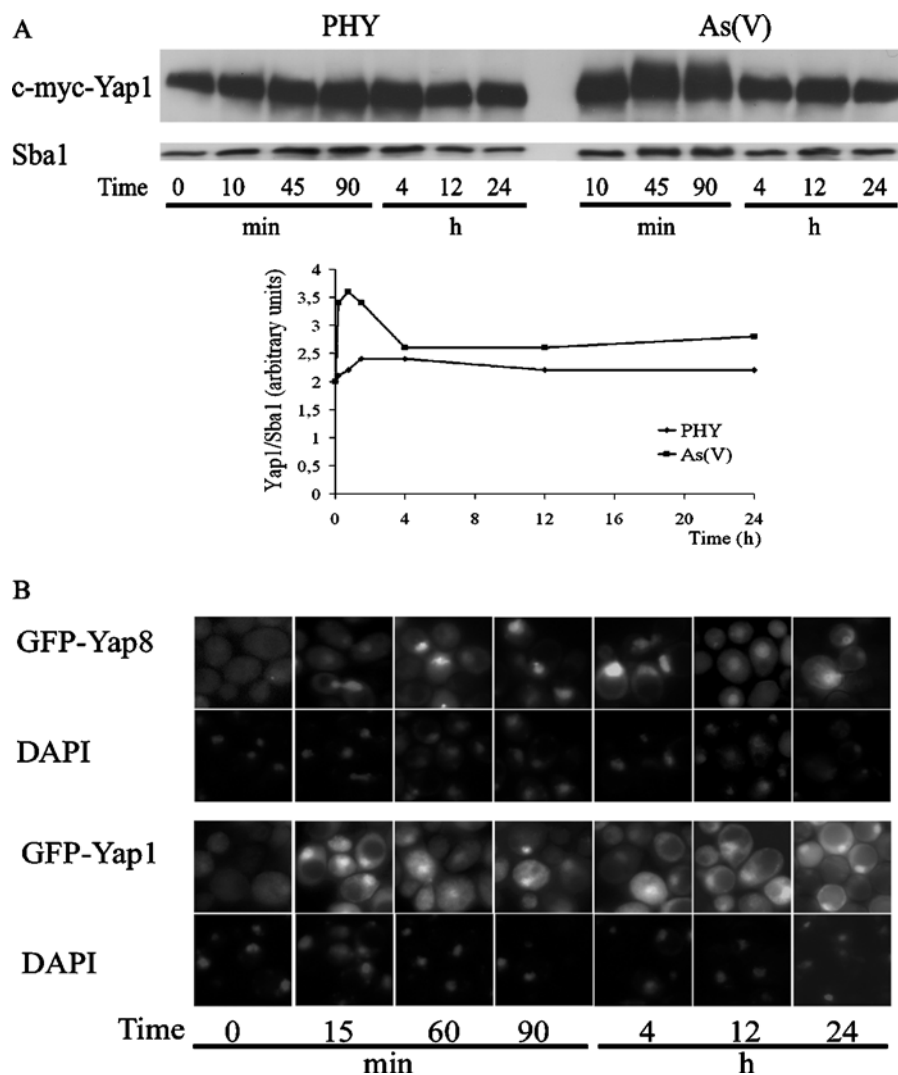 A
PHY As(V)
c-myc-Yap1
Sba1
Time 0 10 45 90 4 12 24 10 45 90 4 12 24
min h min h
Yap1/Sba1 (arbitrary units)
4
3,5
3
2,5
2
1,5
1
0,5
0
PHY
As(V)
0 4 8 12 16 20 24
Time (h)
B
GFP-Yap8
DAPI
GFP-Yap1
DAPI
Time 0 15 60 90 4 12 24
min h